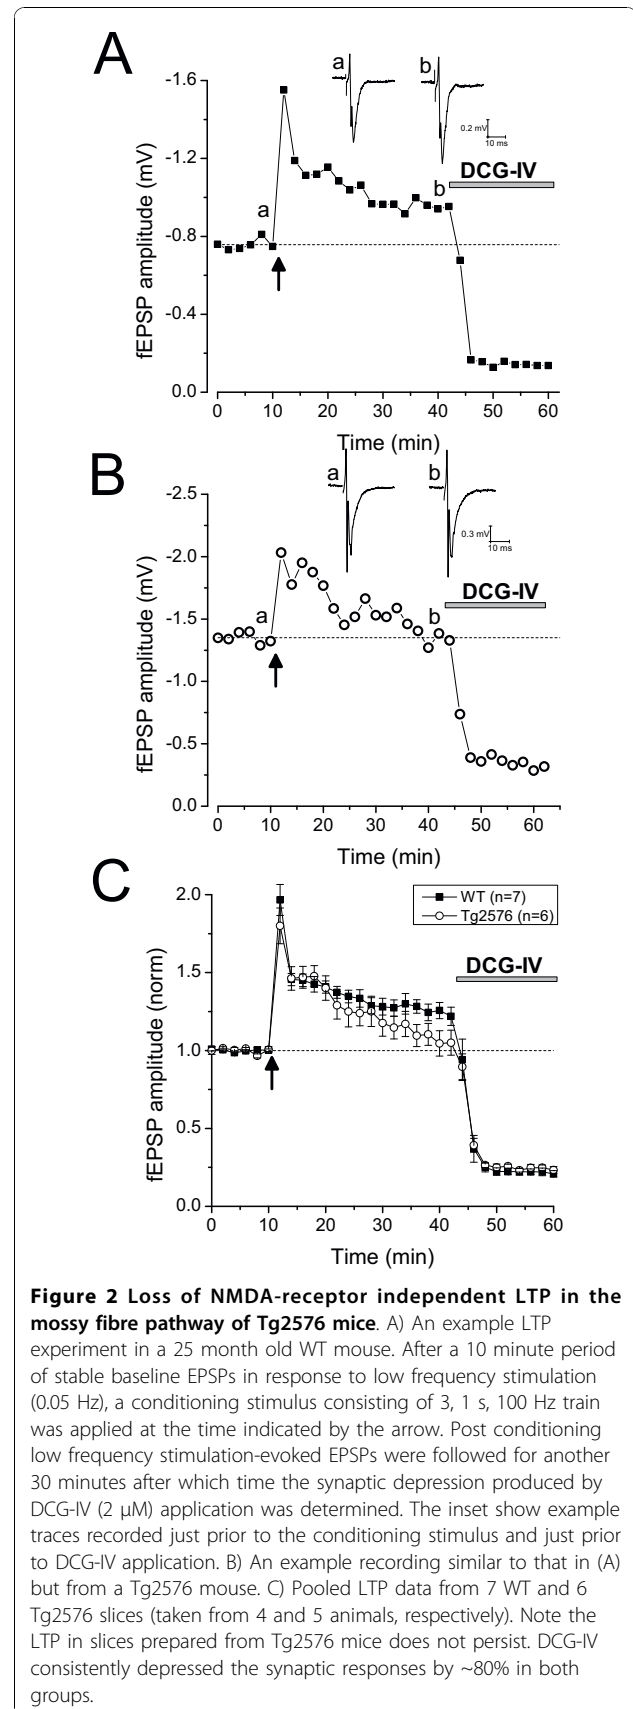 A
a
b
0.2 mV
10 ms
-1.6
-1.2
-0.8
-0.4
0.0
fEPSP amplitude (mV)
a
b
DCG-IV
0 10 20 30 40 50 60
Time (min)
B
a
b
0.3 mV
10 ms
-2.5
-2.0
-1.5
-1.0
-0.5
0.0
fEPSP amplitude (mV)
a
b
DCG-IV
0 10 20 30 40 50 60
Time (min)
C
2.0
1.5
1.0
0.5
0.0
fEPSP amplitude (norm)
WT (n=7)
Tg2576 (n=6)
DCG-IV
0 10 20 30 40 50 60
Time (min)
Figure 2 Loss of NMDA-receptor independent LTP in the
mossy fibre pathway of Tg2576 mice. A) An example LTP
experiment in a 25 month old WT mouse. After a 10 minute period
of stable baseline EPSPs in response to low frequency stimulation
(0.05 Hz), a conditioning stimulus consisting of 3, 1 s, 100 Hz train
was applied at the time indicated by the arrow. Post conditioning
low frequency stimulation-evoked EPSPs were followed for another
30 minutes after which time the synaptic depression produced by
DCG-IV (2 μM) application was determined. The inset show example
traces recorded just prior to the conditioning stimulus and just prior
to DCG-IV application. B) An example recording similar to that in (A)
but from a Tg2576 mouse. C) Pooled LTP data from 7 WT and 6
Tg2576 slices (taken from 4 and 5 animals, respectively). Note the
LTP in slices prepared from Tg2576 mice does not persist. DCG-IV
consistently depressed the synaptic responses by ~80% in both
groups.